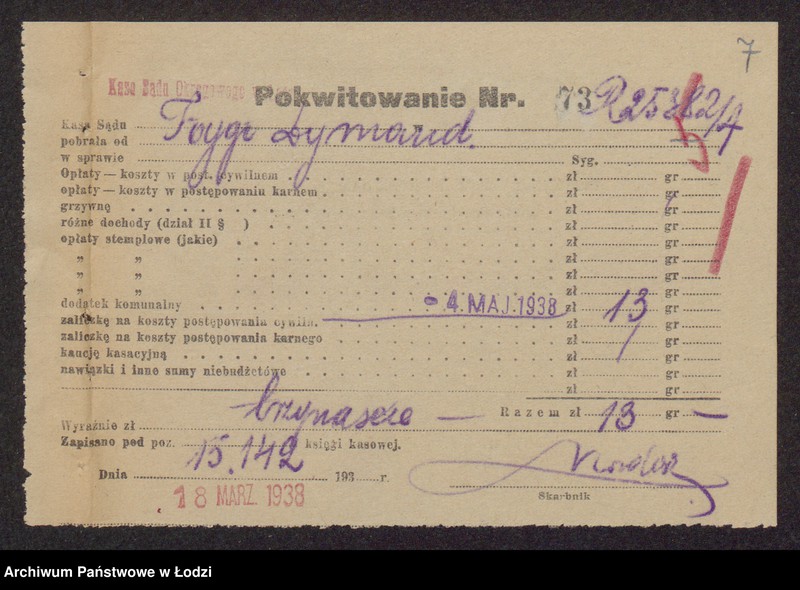 7
Kasa Sądu Okręgowego
Pokwitowanie Nr. 73
Kasa Sądu
pobrała od Fajga Dymand.
w sprawie Syg.
Opłaty — koszty w post. cywilnem zł gr
opłaty — koszty w postępowaniu karnem zł gr
grzywnę zł gr
różne dochody (dział II § ) zł gr
opłaty stemplowe (jakie) zł gr
„ „ zł gr
„ „ zł gr
„ „ zł gr
dodatek komunalny - 4. MAJ. 1938 zł 13 gr
zaliczkę na koszty postępowania cywiln. zł gr
zaliczkę na koszty postępowania karnego zł gr
kaucję kasacyjną zł gr
nawiązki i inne sumy niebudżetowe zł gr
zł gr
Razem zł 13 gr —
Wyraźnie zł trzynaście —
Zapisano pod poz. 15.142 księgi kasowej.
Dnia 193 r.
18 MARZ. 1938
Skarbnik
Archiwum Państwowe w Łodzi